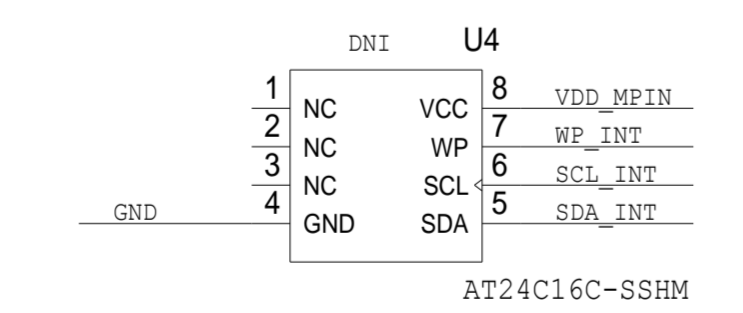 DNI U4
1 NC VCC 8 VDD_MPIN
2 NC WP 7 WP_INT
3 NC SCL 6 SCL_INT
GND 4 GND SDA 5 SDA_INT
AT24C16C-SSHM